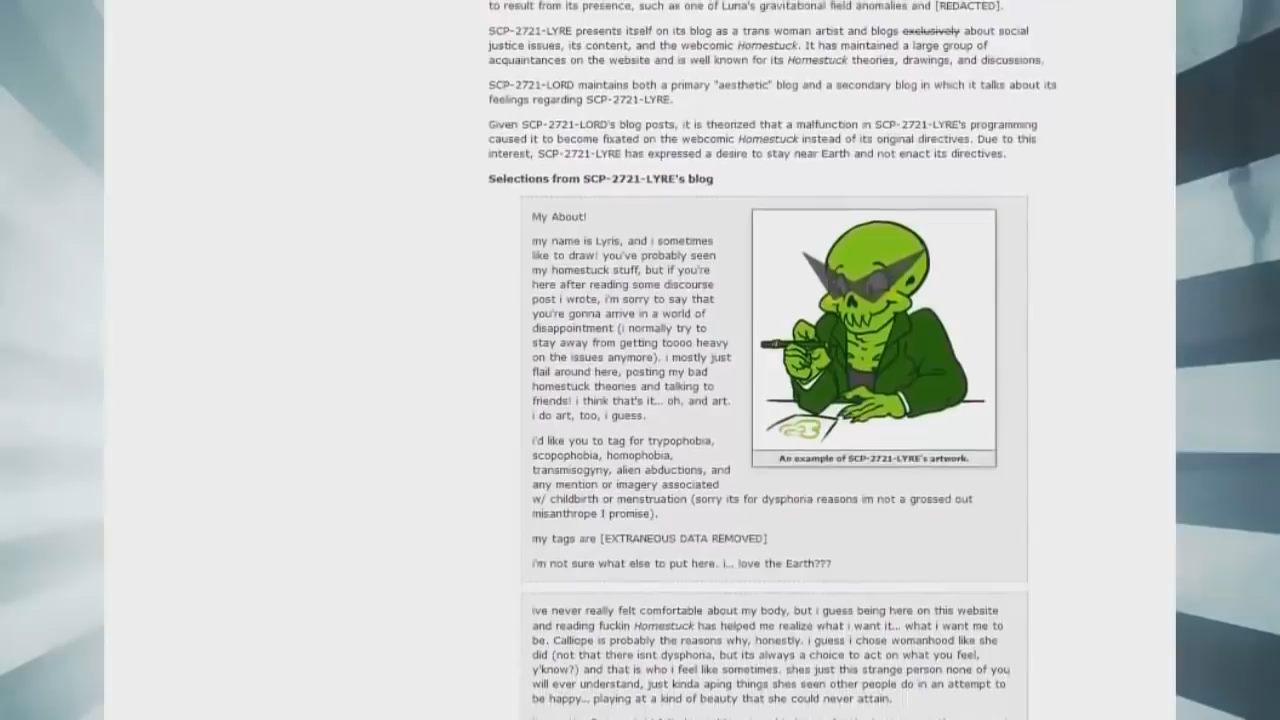 to result from its presence, such as one of Luna's gravitational field anomalies and [REDACTED].
SCP-2721-LYRE presents itself on its blog as a trans woman artist and blogs exclusively about social
justice issues, its content, and the webcomic Homestuck. It has maintained a large group of
acquaintances on the website and is well known for its Homestuck theories, drawings, and discussions.
SCP-2721-LORD maintains both a primary "aesthetic" blog and a secondary blog in which it talks about its
feelings regarding SCP-2721-LYRE.
Given SCP-2721-LORD's blog posts, it is theorized that a malfunction in SCP-2721-LYRE's programming
caused it to become fixated on the webcomic Homestuck instead of its original directives. Due to this
interest, SCP-2721-LYRE has expressed a desire to stay near Earth and not enact its directives.
Selections from SCP-2721-LYRE's blog
My About!
my name is Lyris, and i sometimes
like to draw! you've probably seen
my homestuck stuff, but if you're
here after reading some discourse
post i wrote, i'm sorry to say that
you're gonna arrive in a world of
disappointment (i normally try to
stay away from getting toooo heavy
on the issues anymore). i mostly just
flail around here, posting my bad
homestuck theories and talking to
friends! i think that's it... oh, and art.
i do art, too, i guess.
An example of SCP-2721-LYRE's artwork.
i'd like you to tag for trypophobia,
scopophobia, homophobia,
transmisogyny, alien abductions, and
any mention or imagery associated
w/ childbirth or menstruation (sorry its for dysphoria reasons im not a grossed out
misanthrope I promise).
my tags are [EXTRANEOUS DATA REMOVED]
i'm not sure what else to put here. i... love the Earth???
ive never really felt comfortable about my body, but i guess being here on this website
and reading fuckin Homestuck has helped me realize what i want it... what i want me to
be. Calliope is probably the reasons why, honestly. i guess i chose womanhood like she
did (not that there isnt dysphoria, but its always a choice to act on what you feel,
y'know?) and that is who i feel like sometimes. shes just this strange person none of you
will ever understand, just kinda aping things shes seen other people do in an attempt to
be happy... playing at a kind of beauty that she could never attain.